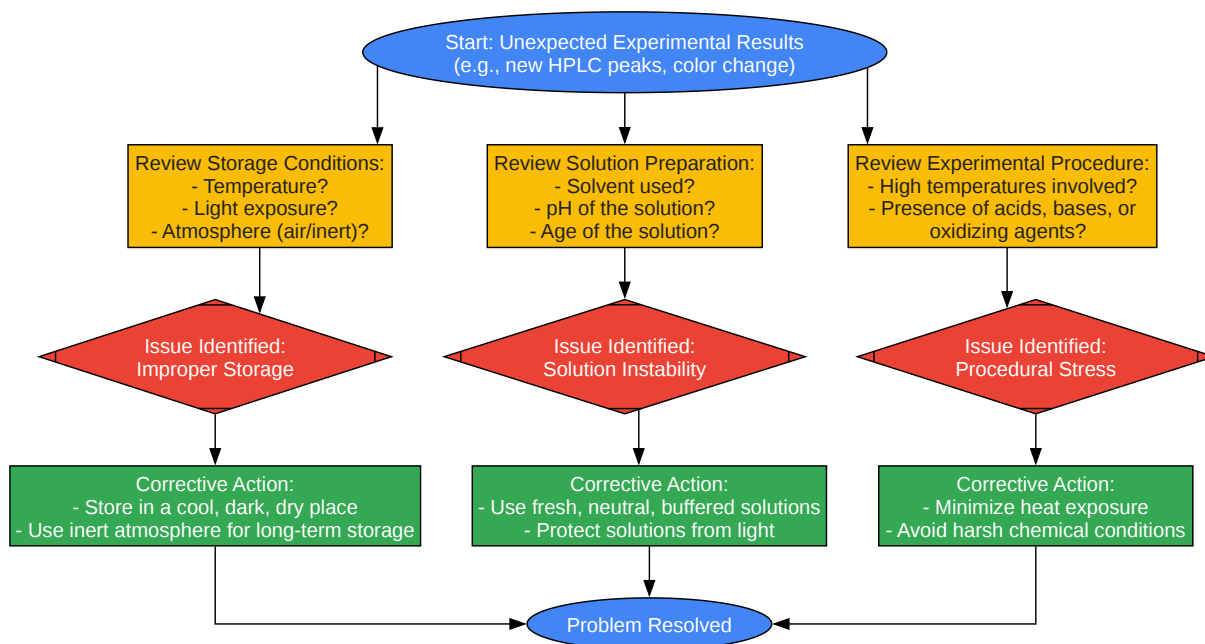 Start: Unexpected Experimental Results
(e.g., new HPLC peaks, color change)
Review Storage Conditions:
- Temperature?
- Light exposure?
- Atmosphere (air/inert)?
Review Solution Preparation:
- Solvent used?
- pH of the solution?
- Age of the solution?
Review Experimental Procedure:
- High temperatures involved?
- Presence of acids, bases, or
oxidizing agents?
Issue Identified:
Improper Storage
Issue Identified:
Solution Instability
Issue Identified:
Procedural Stress
Corrective Action:
- Store in a cool, dark, dry place
- Use inert atmosphere for long-term storage
Corrective Action:
- Use fresh, neutral, buffered solutions
- Protect solutions from light
Corrective Action:
- Minimize heat exposure
- Avoid harsh chemical conditions
Problem Resolved